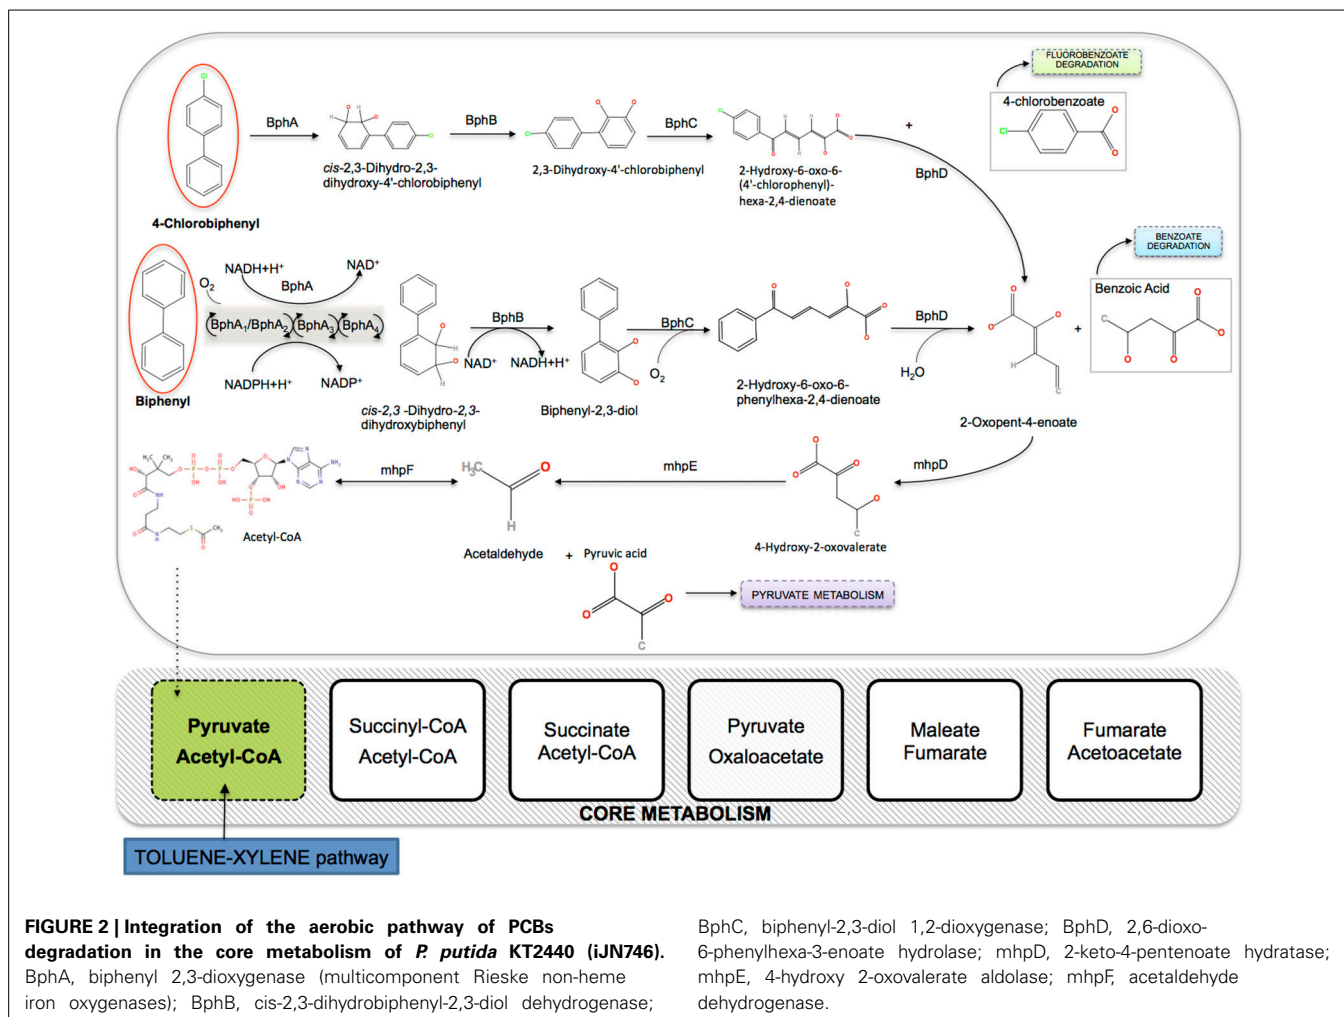 FLUOROBENZOATE
DEGRADATION
4-chlorobenzoate
BphA
BphB
BphC
+
BphD
cis-2,3-Dihydro-2,3-
dihydroxy-4'-chlorobiphenyl
2,3-Dihydroxy-4'-chlorobiphenyl
2-Hydroxy-6-oxo-6-
(4'-chlorophenyl)-
hexa-2,4-dienoate
4-Chlorobiphenyl
BENZOATE
DEGRADATION
Benzoic Acid
O2
NADH+H+
NAD+
BphA
BphA1/BphA2
BphA3
BphA4
NADPH+H+
NADP+
BphB
NAD+
NADH+H+
BphC
O2
BphD
H2O
+
Biphenyl
cis-2,3 -Dihydro-2,3-
dihydroxybiphenyl
Biphenyl-2,3-diol
2-Hydroxy-6-oxo-6-
phenylhexa-2,4-dienoate
2-Oxopent-4-enoate
mhpF
mhpE
mhpD
Acetyl-CoA
Acetaldehyde
+
Pyruvic acid
4-Hydroxy-2-oxovalerate
PYRUVATE METABOLISM
Pyruvate
Acetyl-CoA
Succinyl-CoA
Acetyl-CoA
Succinate
Acetyl-CoA
Pyruvate
Oxaloacetate
Maleate
Fumarate
Fumarate
Acetoacetate
CORE METABOLISM
TOLUENE-XYLENE pathway
FIGURE 2 | Integration of the aerobic pathway of PCBs
degradation in the core metabolism of P. putida KT2440 (iJN746).
BphA, biphenyl 2,3-dioxygenase (multicomponent Rieske non-heme
iron oxygenases); BphB, cis-2,3-dihydrobiphenyl-2,3-diol dehydrogenase;
BphC, biphenyl-2,3-diol 1,2-dioxygenase; BphD, 2,6-dioxo-
6-phenylhexa-3-enoate hydrolase; mhpD, 2-keto-4-pentenoate hydratase;
mhpE, 4-hydroxy 2-oxovalerate aldolase; mhpF, acetaldehyde
dehydrogenase.